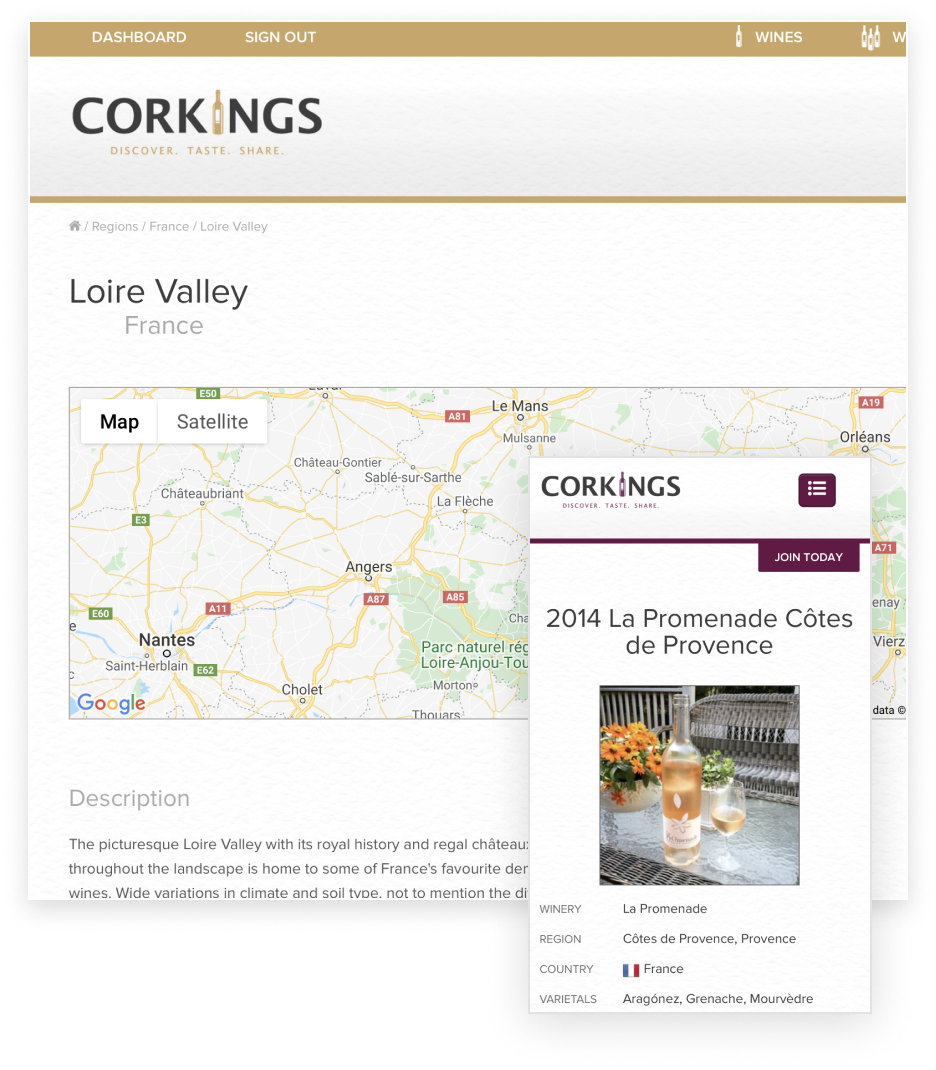 DASHBOARD SIGN OUT WINES W
CORKINGS
DISCOVER. TASTE. SHARE.
/ Regions / France / Loire Valley
Loire Valley
France
Map Satellite
E50
A81
Le Mans
A19
Mulsanne
Orléans
Château-Gontier
Sablé-sur-Sarthe
Châteaubriant
La Flèche
E3
Angers
A87
A85
A11
E60
Nantes
Saint-Herblain
E62
Cholet
Parc naturel rég
Loire-Anjou-Tou
Morton
Thouars
Cha
A71
enay
Vierz
Google
data ©
Description
The picturesque Loire Valley with its royal history and regal château
throughout the landscape is home to some of France's favourite der
wines. Wide variations in climate and soil type, not to mention the di
CORKINGS
DISCOVER. TASTE. SHARE.
JOIN TODAY
2014 La Promenade Côtes
de Provence
WINERY La Promenade
REGION Côtes de Provence, Provence
COUNTRY France
VARIETALS Aragónez, Grenache, Mourvèdre